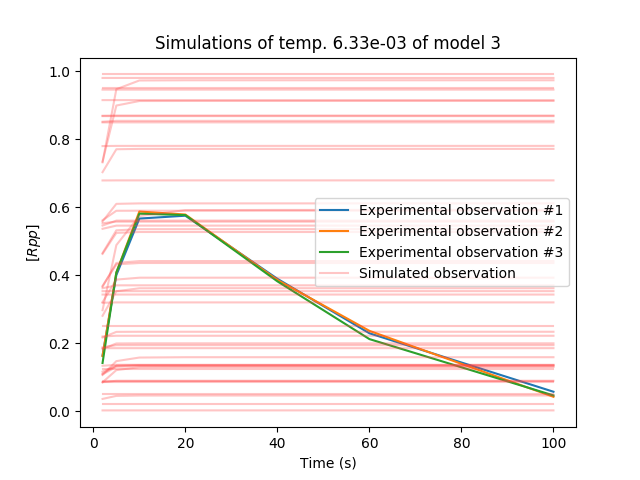 Simulations of temp. 6.33e-03 of model 3
[Rpp]
1.0
0.8
0.6
0.4
0.2
0.0
Experimental observation #1
Experimental observation #2
Experimental observation #3
Simulated observation
0 20 40 60 80 100
Time (s)